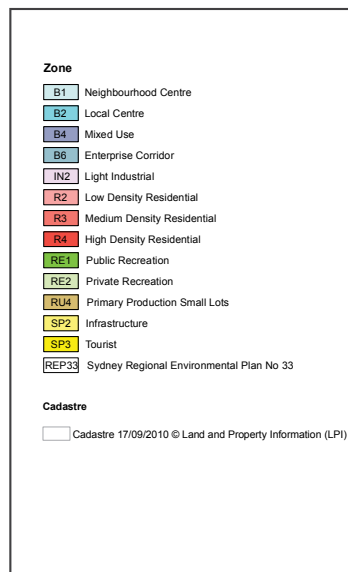 Zone
B1 Neighbourhood Centre
B2 Local Centre
B4 Mixed Use
B6 Enterprise Corridor
IN2 Light Industrial
R2 Low Density Residential
R3 Medium Density Residential
R4 High Density Residential
RE1 Public Recreation
RE2 Private Recreation
RU4 Primary Production Small Lots
SP2 Infrastructure
SP3 Tourist
REP33 Sydney Regional Environmental Plan No 33
Cadastre
Cadastre 17/09/2010 © Land and Property Information (LPI)